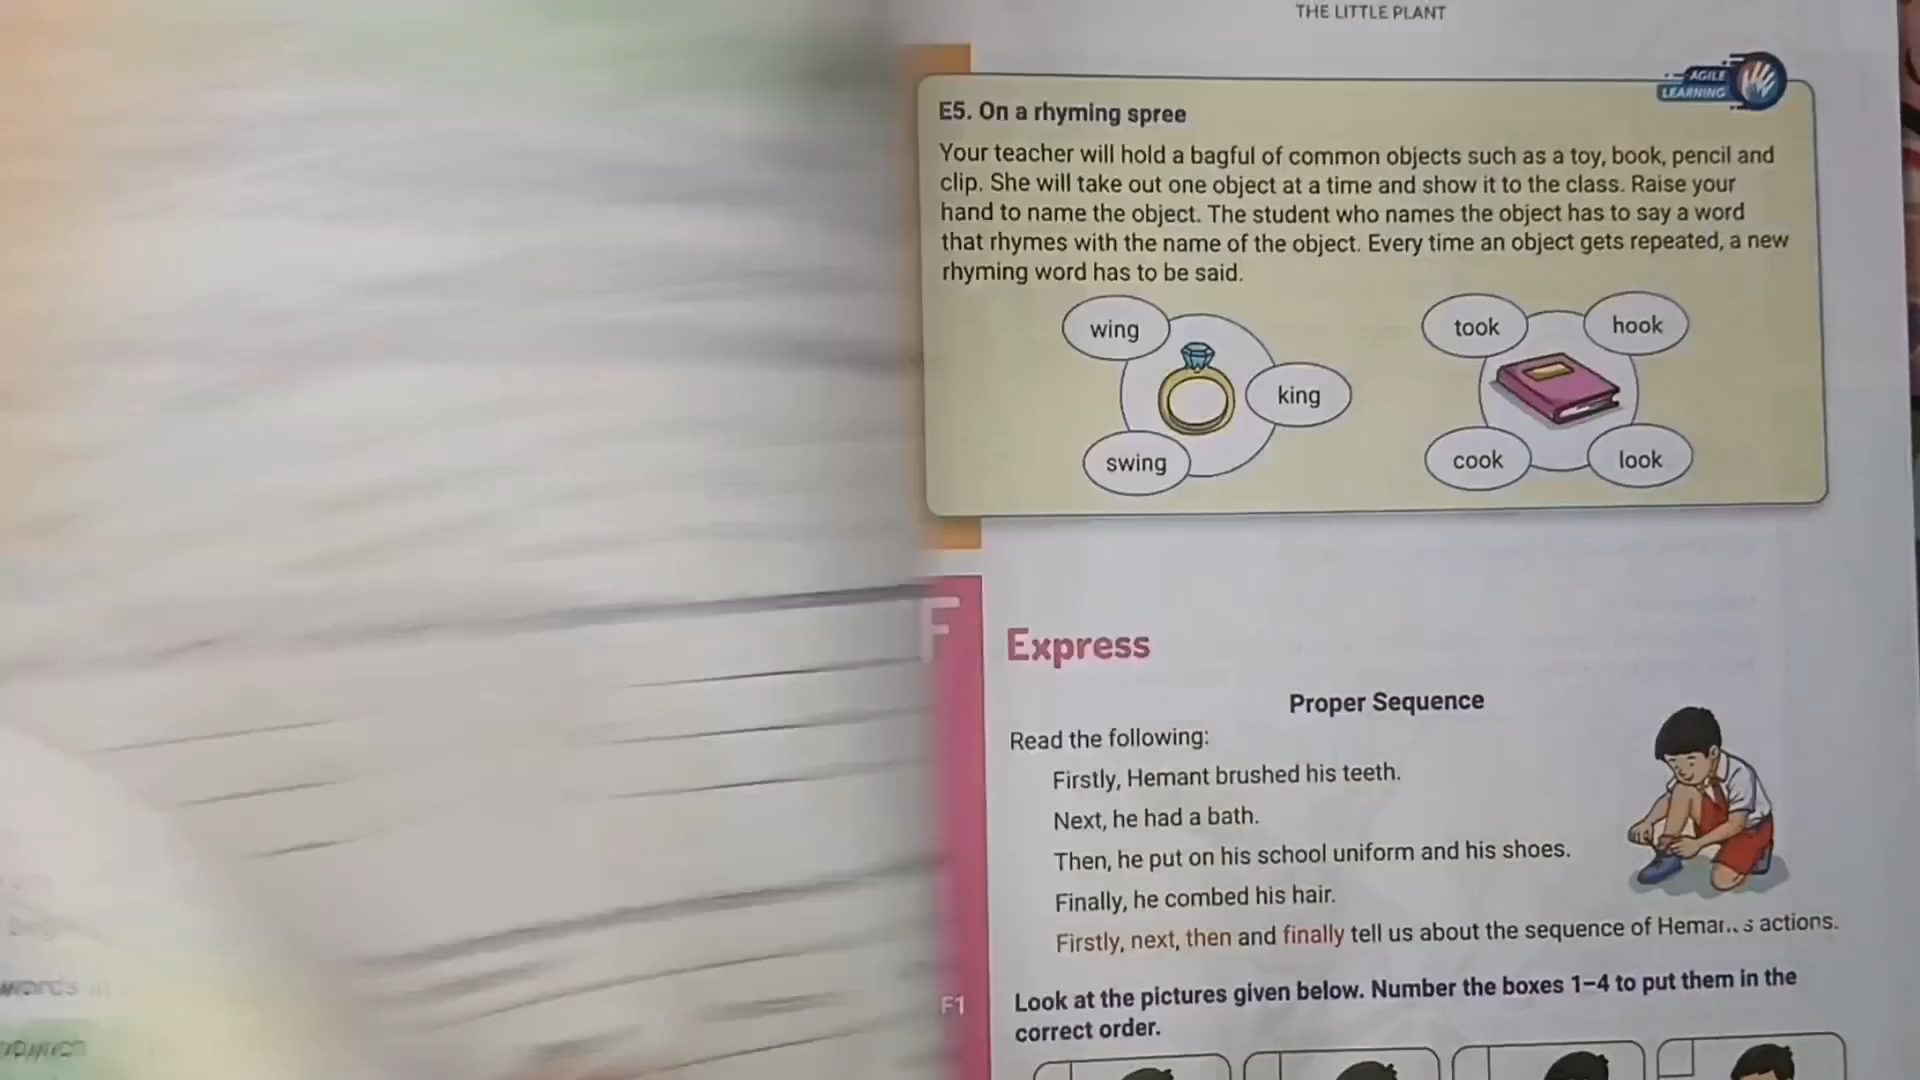 THE LITTLE PLANT
AGILE
LEARNING
E5. On a rhyming spree
Your teacher will hold a bagful of common objects such as a toy, book, pencil and
clip. She will take out one object at a time and show it to the class. Raise your
hand to name the object. The student who names the object has to say a word
that rhymes with the name of the object. Every time an object gets repeated, a new
rhyming word has to be said.
wing
king
swing
took
hook
cook
look
F
Express
Proper Sequence
Read the following:
Firstly, Hemant brushed his teeth.
Next, he had a bath.
Then, he put on his school uniform and his shoes.
Finally, he combed his hair.
Firstly, next, then and finally tell us about the sequence of actions.
F1
Look at the pictures given below. Number the boxes 1–4 to put them in the
correct order.
words